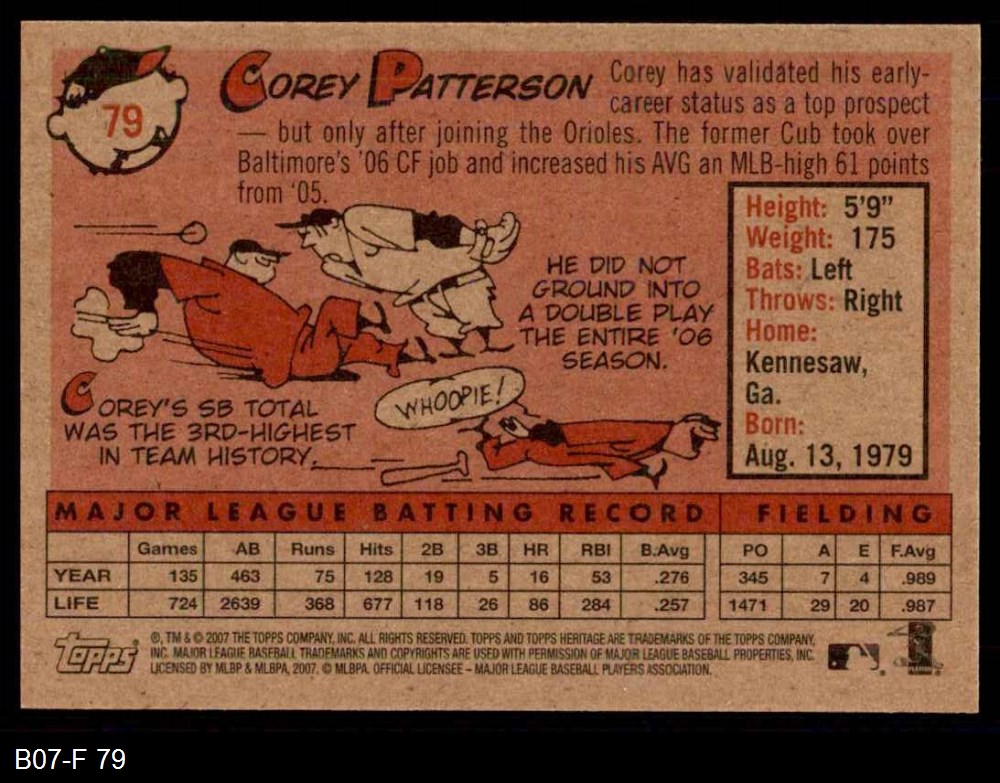 79
COREY PATTERSON
Corey has validated his early-
career status as a top prospect
— but only after joining the Orioles. The former Cub took over
Baltimore's '06 CF job and increased his AVG an MLB-high 61 points
from '05.
HE DID NOT
GROUND INTO
A DOUBLE PLAY
THE ENTIRE '06
SEASON.
COREY'S SB TOTAL
WAS THE 3RD-HIGHEST
IN TEAM HISTORY.
WHOOPIE!
Height: 5'9"
Weight: 175
Bats: Left
Throws: Right
Home:
Kennesaw,
Ga.
Born:
Aug. 13, 1979
MAJOR LEAGUE BATTING RECORD FIELDING
Games AB Runs Hits 2B 3B HR RBI B.Avg PO A E F.Avg
YEAR 135 463 75 128 19 5 16 53 .276 345 7 4 .989
LIFE 724 2639 368 677 118 26 86 284 .257 1471 29 20 .987
Topps
®, TM & © 2007 THE TOPPS COMPANY, INC. ALL RIGHTS RESERVED. TOPPS AND TOPPS HERITAGE ARE TRADEMARKS OF THE TOPPS COMPANY,
INC. MAJOR LEAGUE BASEBALL TRADEMARKS AND COPYRIGHTS ARE USED WITH PERMISSION OF MAJOR LEAGUE BASEBALL PROPERTIES, INC.
LICENSED BY MLBP & MLBPA, 2007. © MLBPA. OFFICIAL LICENSEE – MAJOR LEAGUE BASEBALL PLAYERS ASSOCIATION.
B07-F 79